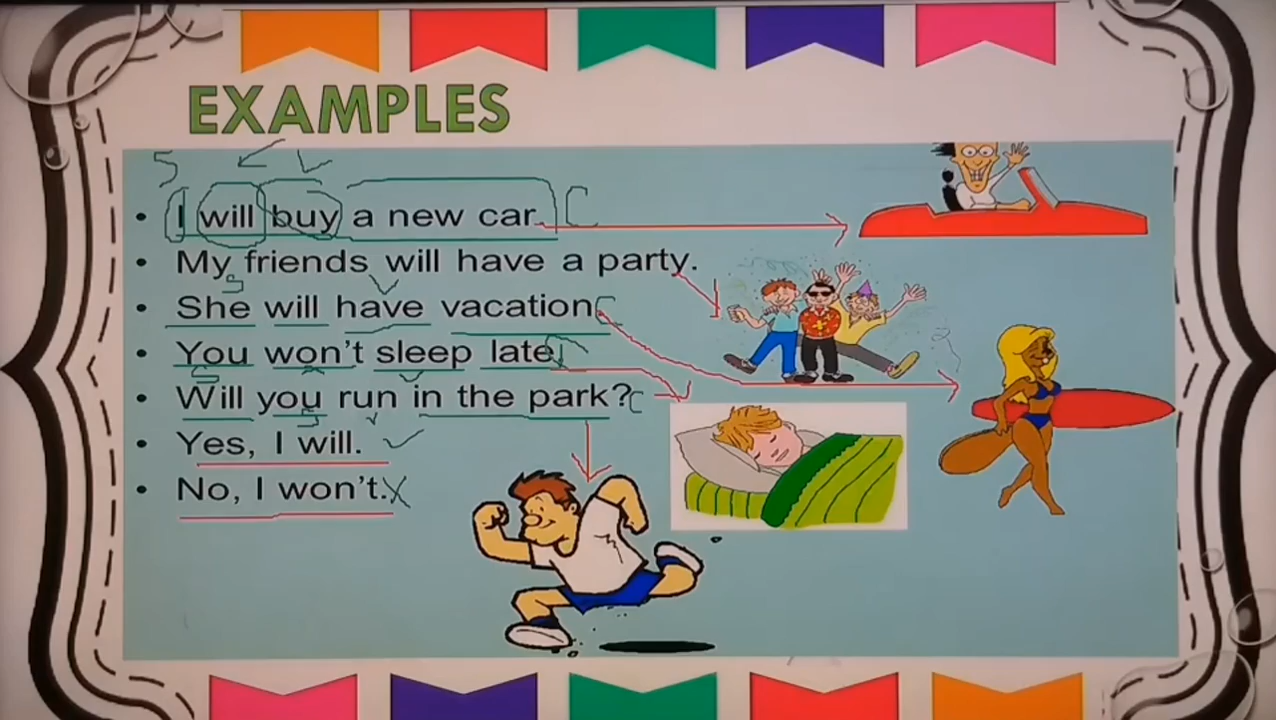 EXAMPLES
S V
• I will buy a new car. C
• My friends will have a party.
S V
• She will have vacation. C
• You won't sleep late.
S
• Will you run in the park? C
S V
• Yes, I will. ✓
• No, I won't. X